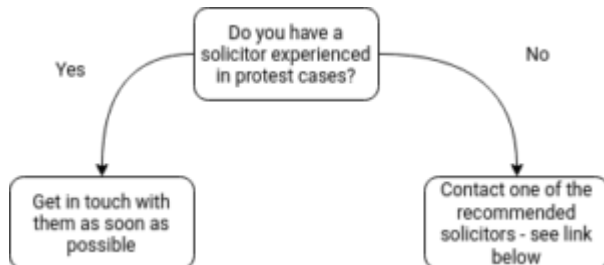 Do you have a
solicitor experienced
in protest cases?
Yes
No
Get in touch with
them as soon as
possible
Contact one of the
recommended
solicitors - see link
below